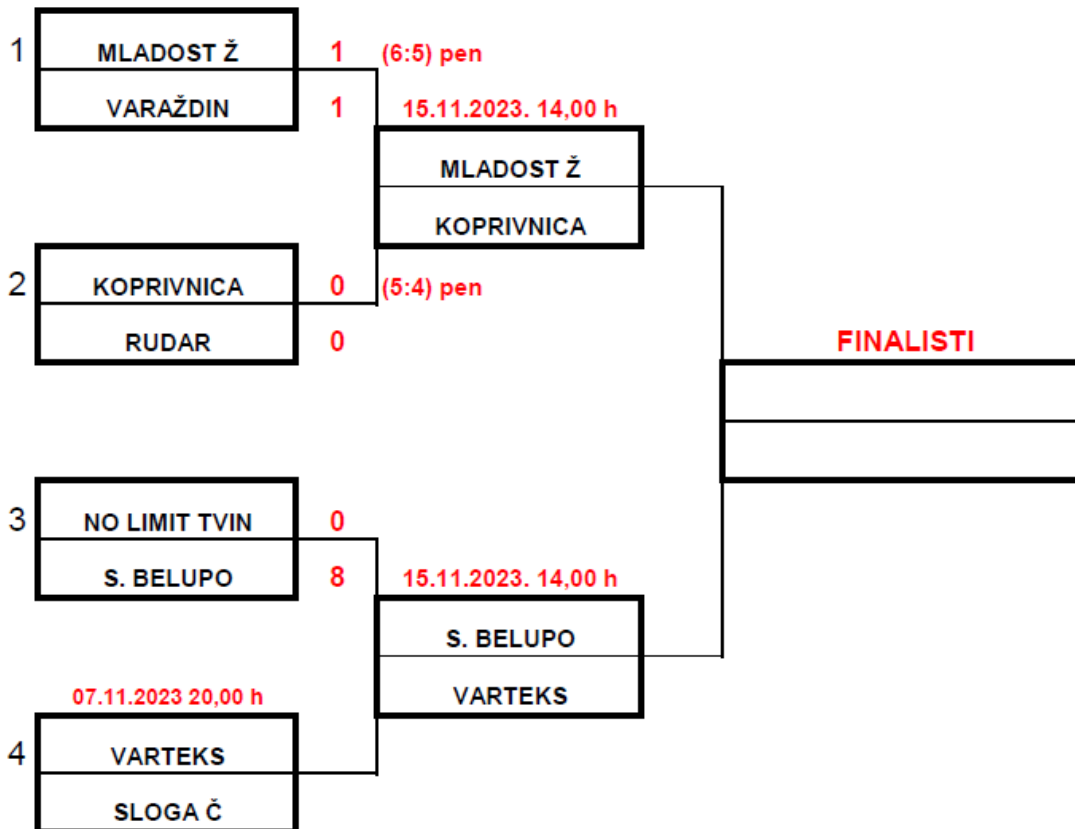 1 MLADOST Ž 1 (6:5) pen
VARAŽDIN 1
15.11.2023. 14,00 h
MLADOST Ž
KOPRIVNICA
2 KOPRIVNICA 0 (5:4) pen
RUDAR 0
FINALISTI
3 NO LIMIT TVIN 0
S. BELUPO 8
15.11.2023. 14,00 h
S. BELUPO
VARTEKS
07.11.2023 20,00 h
4 VARTEKS
SLOGA Č